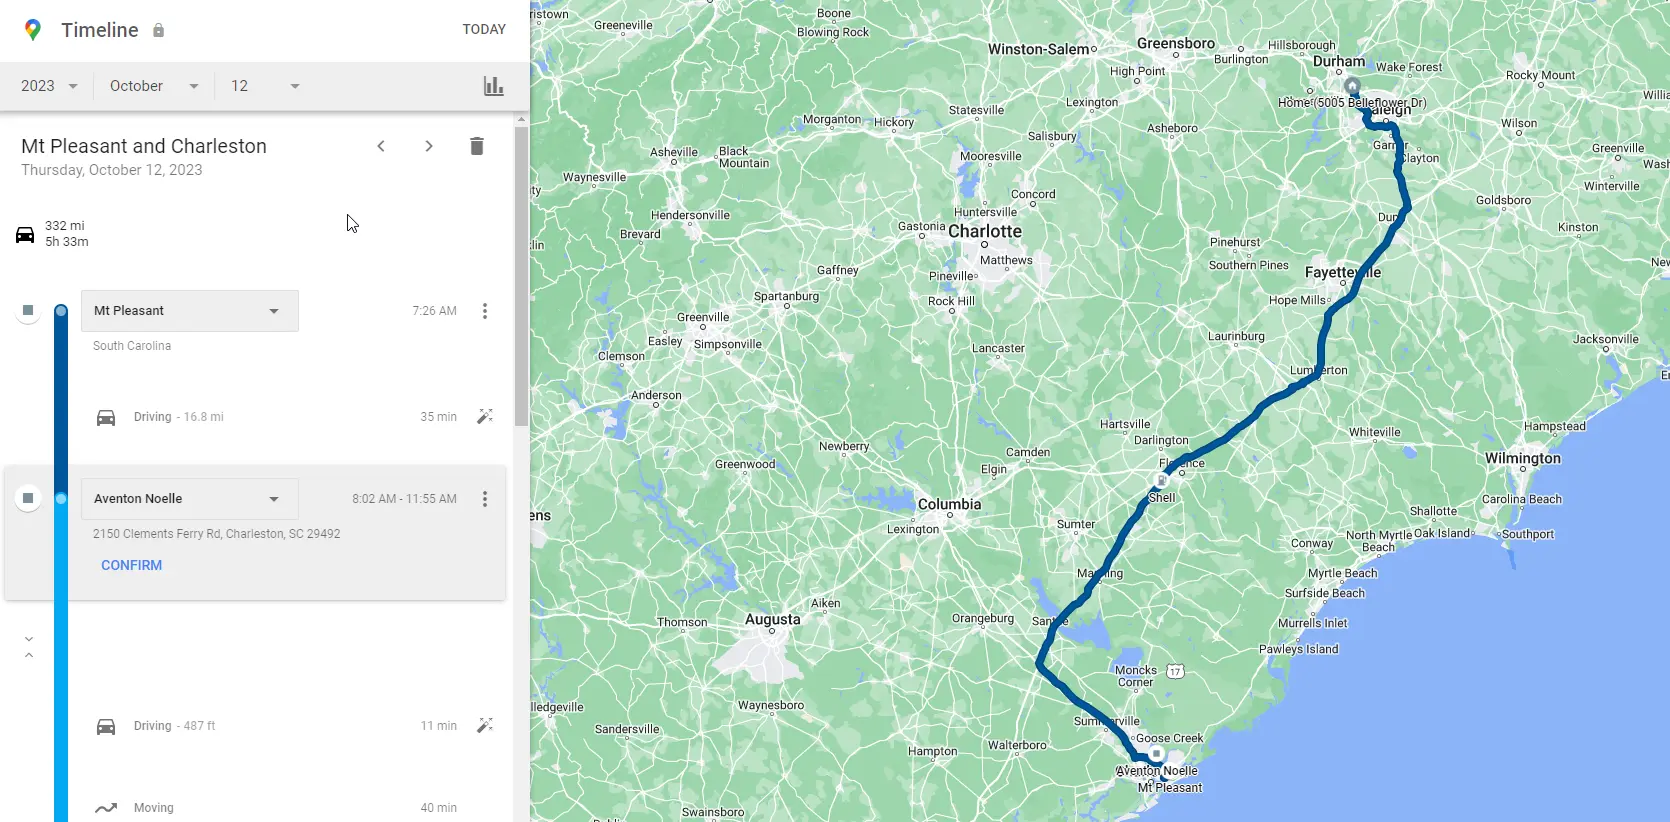 Timeline
TODAY
2023
October
12
Mt Pleasant and Charleston
Thursday, October 12, 2023
332 mi
5h 33m
Mt Pleasant
7:26 AM
South Carolina
Driving - 16.8 mi
35 min
Aventon Noelle
8:02 AM - 11:55 AM
2150 Clements Ferry Rd, Charleston, SC 29492
CONFIRM
Driving - 487 ft
11 min
Moving
40 min
Boone
Blowing Rock
Greeneville
Winston-Salem
Greensboro
Burlington
Hillsborough
Durham
Wake Forest
Rocky Mount
High Point
Lexington
Home (5005 Belleflower Dr)
Statesville
Morganton
Hickory
Salisbury
Asheboro
Wilson
Greenville
Clayton
Asheville
Black
Mountain
Mooresville
Waynesville
Concord
Winterville
Goldsboro
Hendersonville
Huntersville
Brevard
Gastonia
Charlotte
Kinston
Matthews
Pinehurst
Southern Pines
Gaffney
Pineville
Fayetteville
Spartanburg
Rock Hill
Hope Mills
Greenville
Easley
Simpsonville
Laurinburg
Jacksonville
Clemson
Lancaster
Lumberton
Anderson
Hartsville
Darlington
Whiteville
Hampstead
Newberry
Camden
Florence
Wilmington
Greenwood
Elgin
Shell
Carolina Beach
Columbia
Shallotte
Lexington
Sumter
Conway
North Myrtle
Beach
Oak Island
Southport
Manning
Myrtle Beach
Surfside Beach
Aiken
Augusta
Thomson
Orangeburg
Santee
Murrells Inlet
Pawleys Island
Moncks
Corner
17
Waynesboro
Summerville
Sandersville
Goose Creek
Walterboro
Hampton
Aventon Noelle
Mt Pleasant
Swainsboro